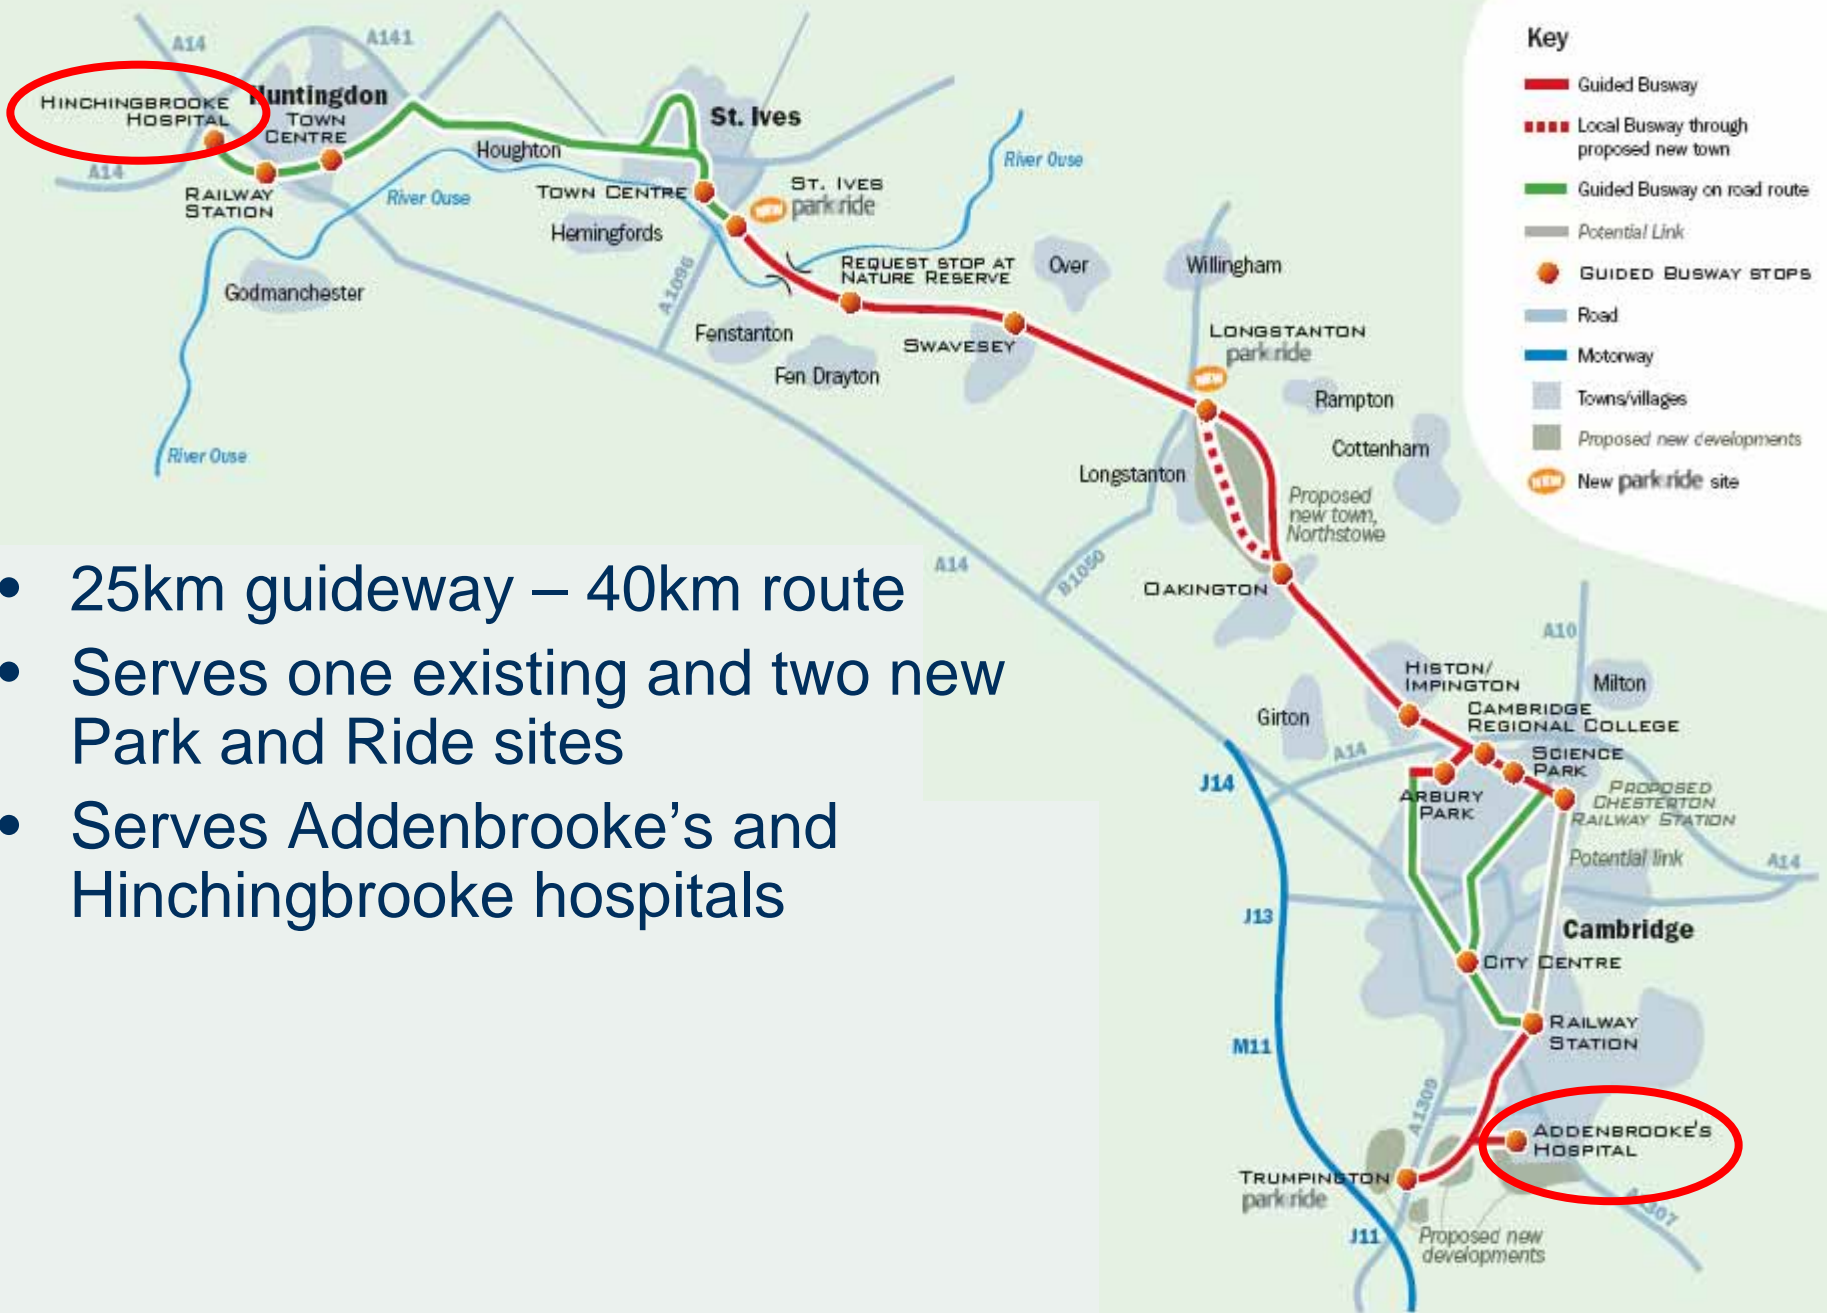 A14
A141
HINCHINGBROOKE
HOSPITAL
Huntingdon
TOWN
CENTRE
A14
RAILWAY
STATION
River Ouse
Houghton
St. Ives
River Ouse
TOWN CENTRE
ST. IVES
NEW park:ride
Hemingfords
A1096
Godmanchester
River Ouse
REQUEST STOP AT
NATURE RESERVE
Over
Willingham
Fenstanton
Fen Drayton
SWAVESEY
LONGSTANTON
park:ride
NEW
Rampton
Cottenham
Longstanton
Proposed
new town,
Northstowe
A14
B1050
OAKINGTON
A10
HISTON/
IMPINGTON
Milton
Girton
CAMBRIDGE
REGIONAL COLLEGE
A14
SCIENCE
PARK
J14
ARBURY
PARK
PROPOSED
CHESTERTON
RAILWAY STATION
Potential link
A14
J13
Cambridge
CITY CENTRE
M11
RAILWAY
STATION
A1309
ADDENBROOKE'S
HOSPITAL
TRUMPINGTON
park:ride
A1307
J11
Proposed new
developments
Key
Guided Busway
Local Busway through
proposed new town
Guided Busway on road route
Potential Link
GUIDED BUSWAY STOPS
Road
Motorway
Towns/villages
Proposed new developments
NEW New park:ride site
• 25km guideway – 40km route
• Serves one existing and two new
Park and Ride sites
• Serves Addenbrooke’s and
Hinchingbrooke hospitals